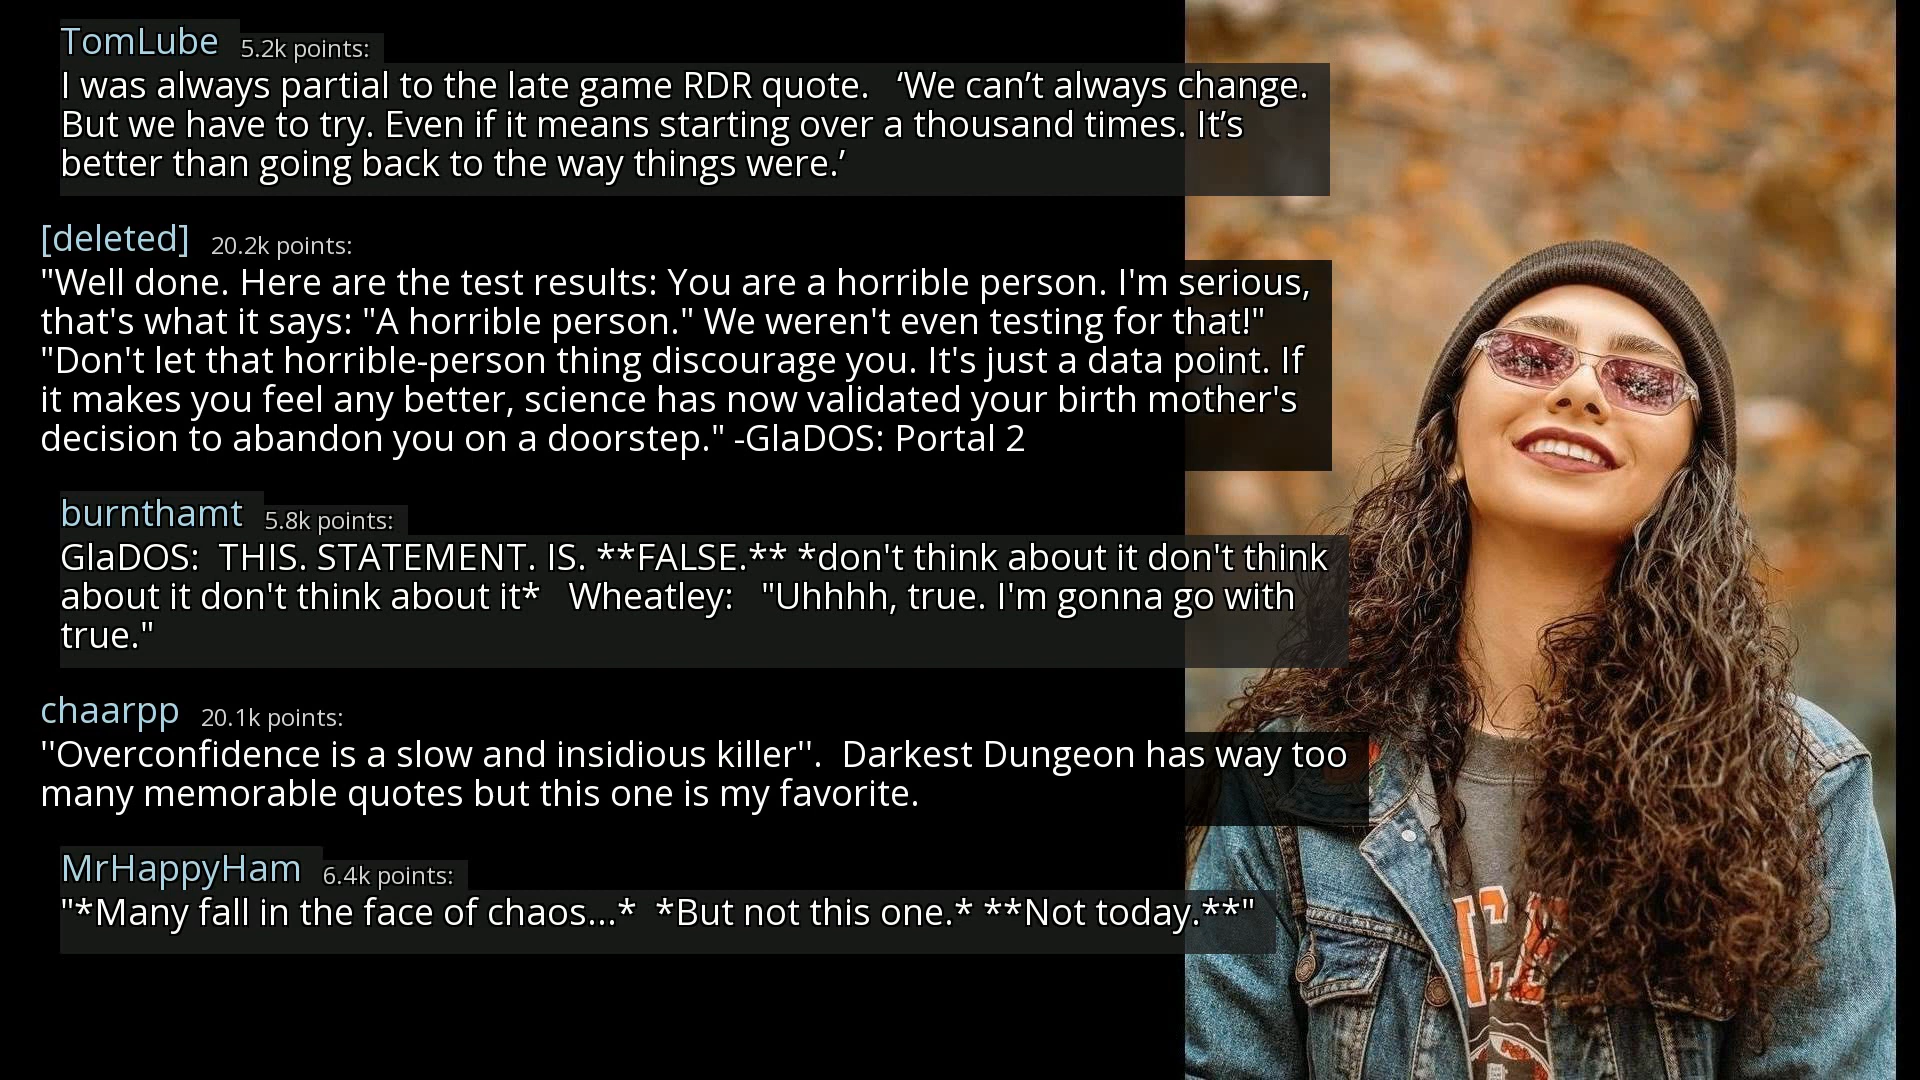 TomLube 5.2k points:
I was always partial to the late game RDR quote.   ‘We can’t always change.
But we have to try. Even if it means starting over a thousand times. It’s
better than going back to the way things were.’
[deleted] 20.2k points:
"Well done. Here are the test results: You are a horrible person. I'm serious,
that's what it says: "A horrible person." We weren't even testing for that!"
"Don't let that horrible-person thing discourage you. It's just a data point. If
it makes you feel any better, science has now validated your birth mother's
decision to abandon you on a doorstep." -GlaDOS: Portal 2
burnthamt 5.8k points:
GlaDOS:  THIS. STATEMENT. IS. **FALSE.** *don't think about it don't think
about it don't think about it*   Wheatley:   "Uhhhh, true. I'm gonna go with
true."
chaarpp 20.1k points:
''Overconfidence is a slow and insidious killer''.  Darkest Dungeon has way too
many memorable quotes but this one is my favorite.
MrHappyHam 6.4k points:
"*Many fall in the face of chaos...*  *But not this one.* **Not today.**"